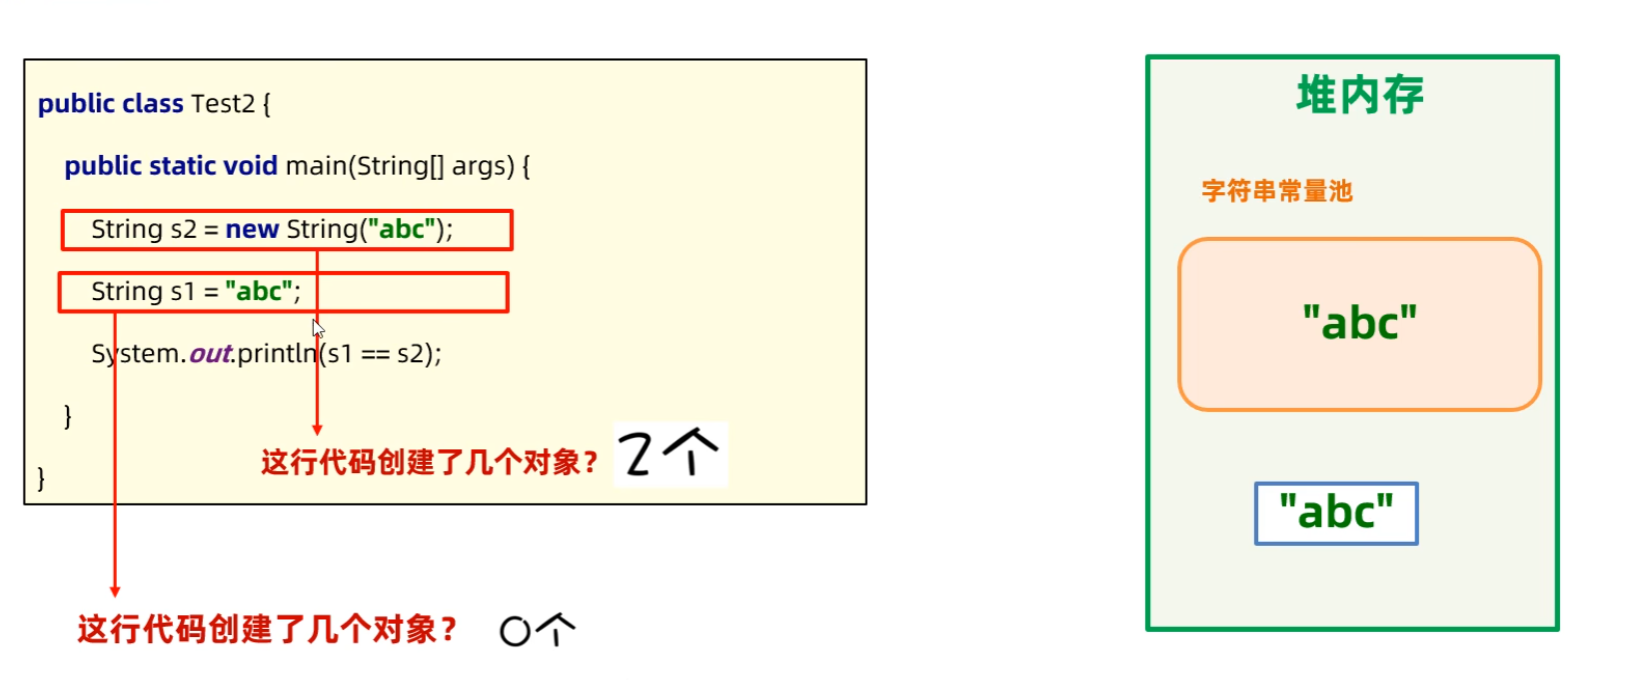 public class Test2 {
public static void main(String[] args) {
String s2 = new String("abc");
String s1 = "abc";
System.out.println(s1 == s2);
}
这行代码创建了几个对象？ 2个
}
这行代码创建了几个对象？ 0个
堆内存
字符串常量池
"abc"
"abc"